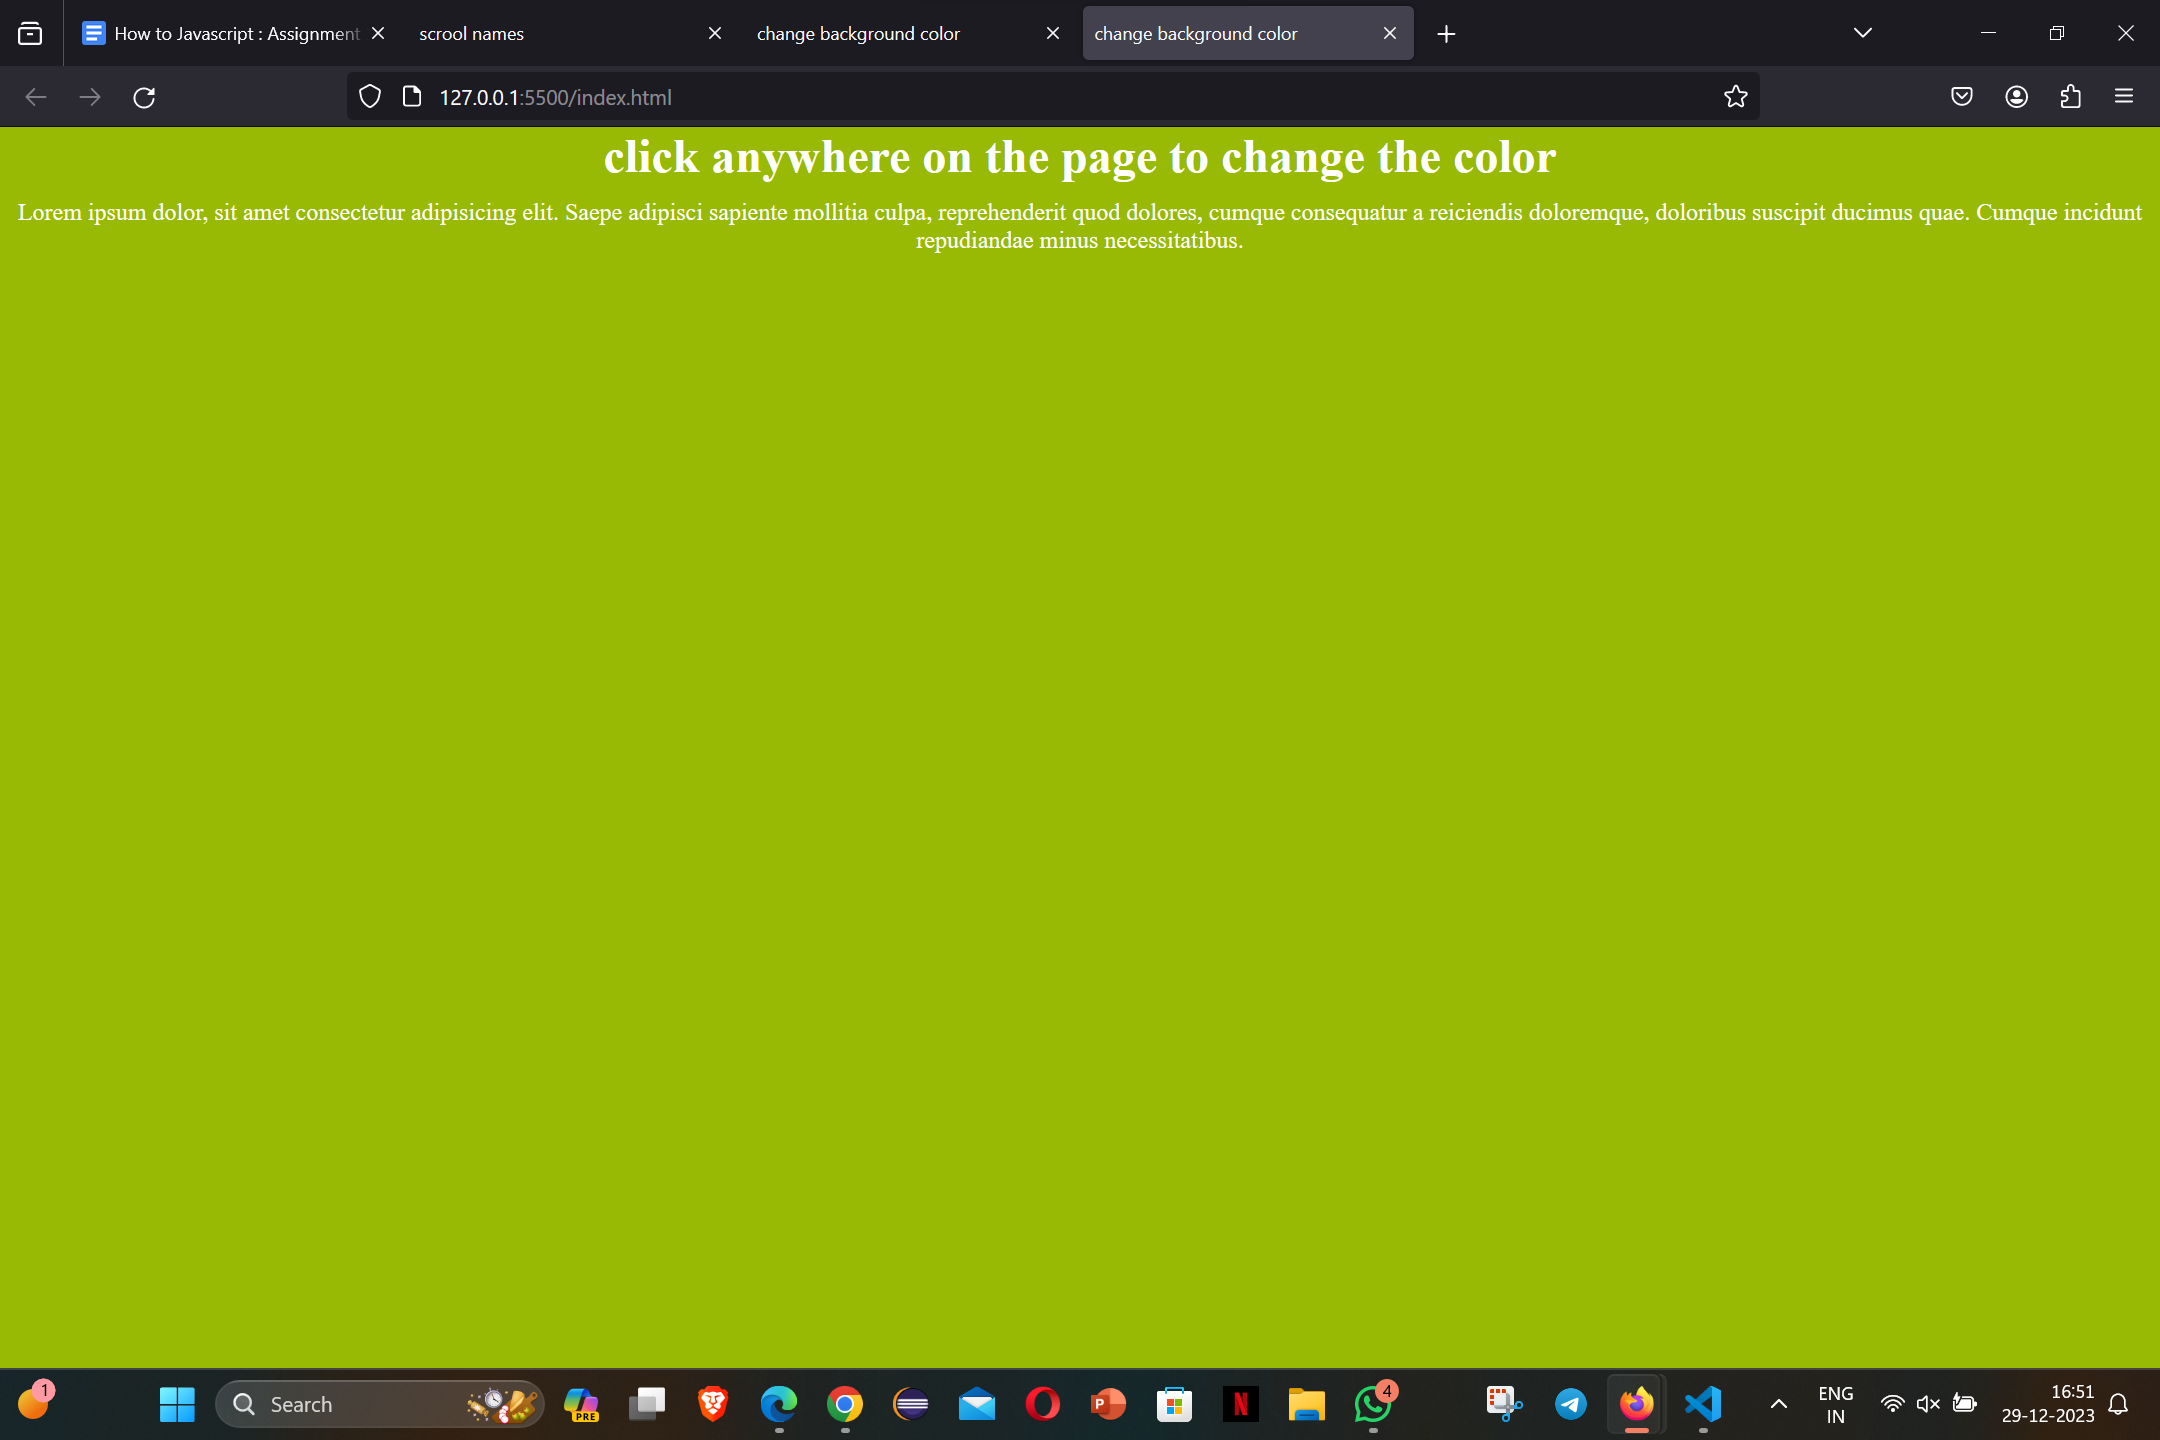 How to Javascript : Assignment
scrool names
change background color
change background color
127.0.0.1:5500/index.html
click anywhere on the page to change the color
Lorem ipsum dolor, sit amet consectetur adipisicing elit. Saepe adipisci sapiente mollitia culpa, reprehenderit quod dolores, cumque consequatur a reiciendis doloremque, doloribus suscipit ducimus quae. Cumque incidunt
repudiandae minus necessitatibus.
1
Search
PRE
P
N
4
ENG
IN
16:51
29-12-2023